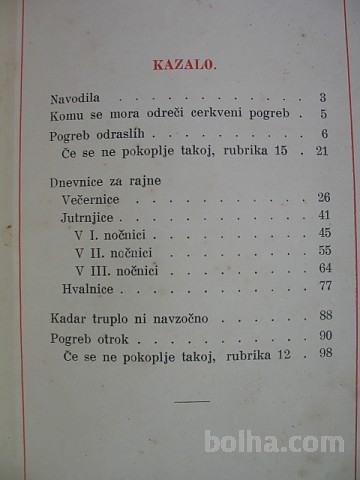 KAZALO.
Navodila . . . . . . . . . . . 3
Komu se mora odreči cerkveni pogreb . 5
Pogreb odraslih . . . . . . . . . 6
Če se ne pokoplje takoj, rubrika 15 . 21
Dnevnice za rajne
Večernice . . . . . . . . . . 26
Jutrnjice . . . . . . . . . . 41
V I. nočnici . . . . . . . . 45
V II. nočnici . . . . . . . . 55
V III. nočnici . . . . . . . 64
Hvalnice . . . . . . . . . . 77
Kadar truplo ni navzočno . . . . . 88
Pogreb otrok . . . . . . . . . 90
Če se ne pokoplje takoj, rubrika 12 . 98
bolha.com